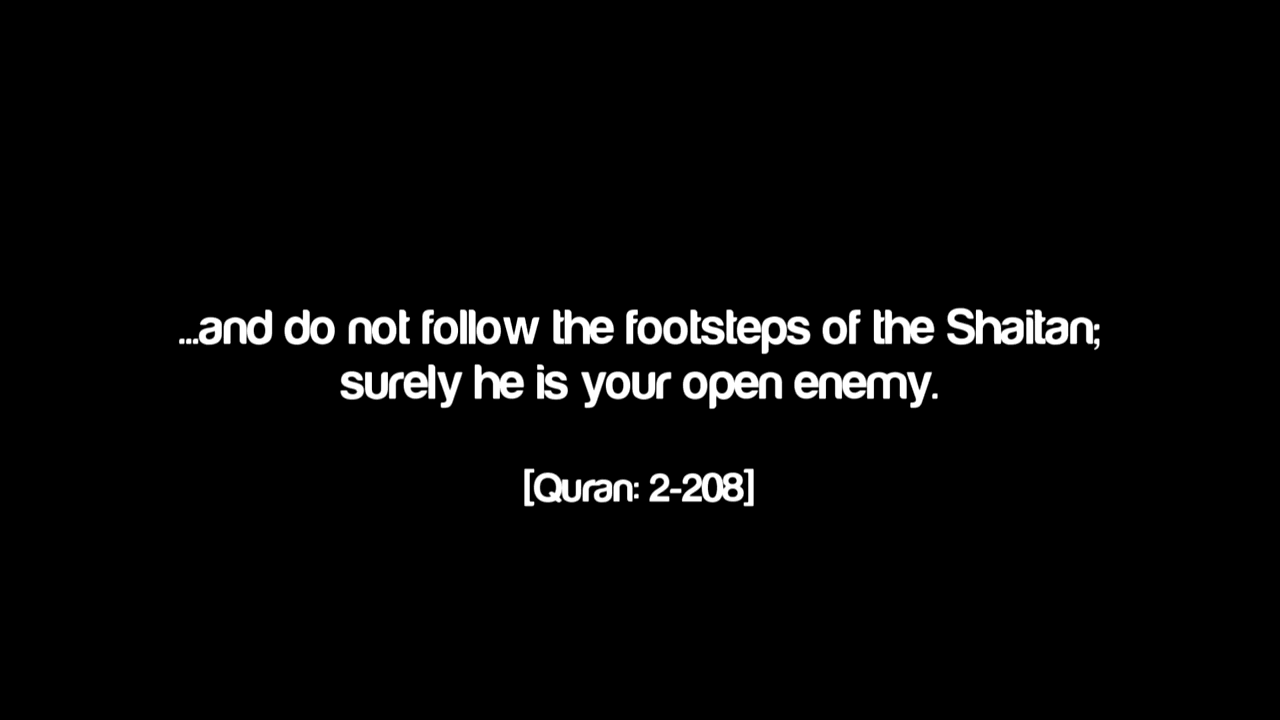 ...and do not follow the footsteps of the Shaitan;
surely he is your open enemy.
[Quran: 2-208]